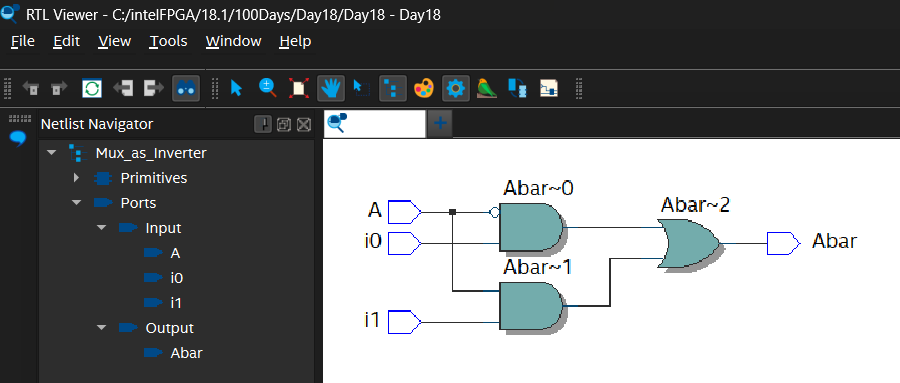 RTL Viewer - C:/intelFPGA/18.1/100Days/Day18/Day18 - Day18
File Edit View Tools Window Help
Netlist Navigator
Mux_as_Inverter
Primitives
Ports
Input
A
i0
i1
Output
Abar
Abar~0
A
i0
Abar~1
i1
Abar~2
Abar